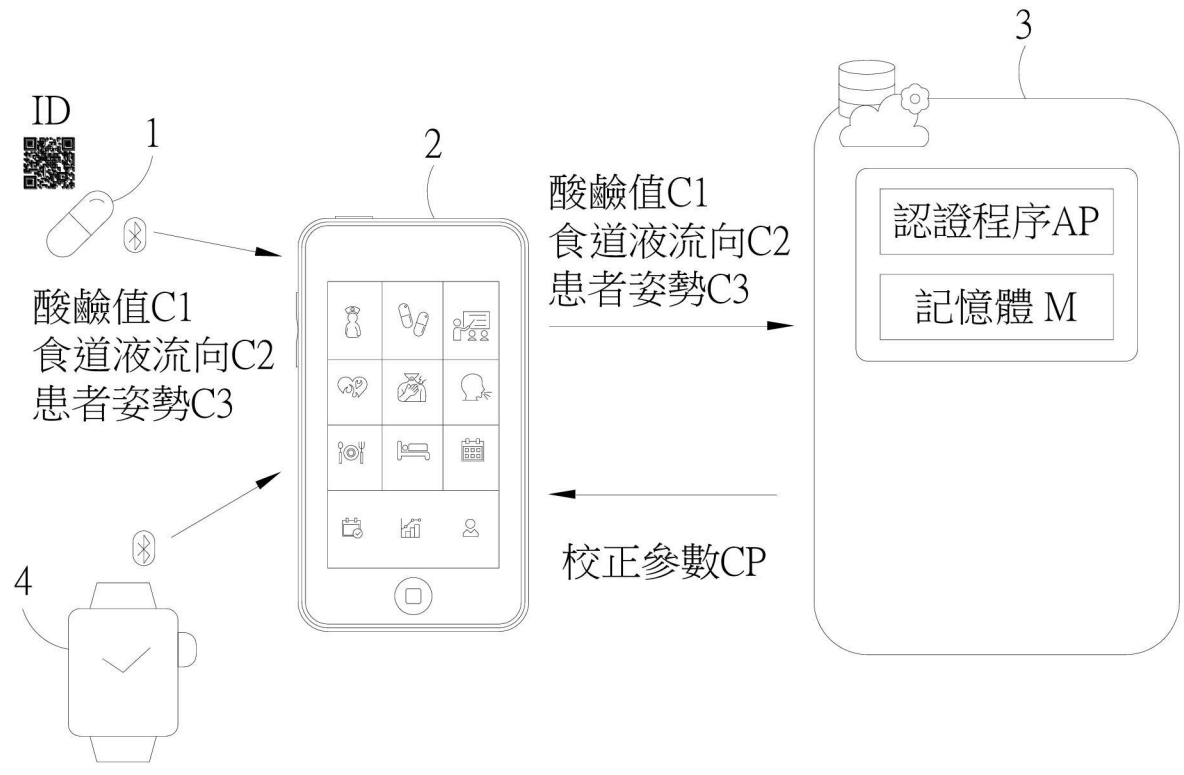 ID
1
2
3
酸鹼值C1
食道液流向C2
患者姿勢C3
酸鹼值C1
食道液流向C2
患者姿勢C3
認證程序AP
記憶體 M
校正參數CP
4